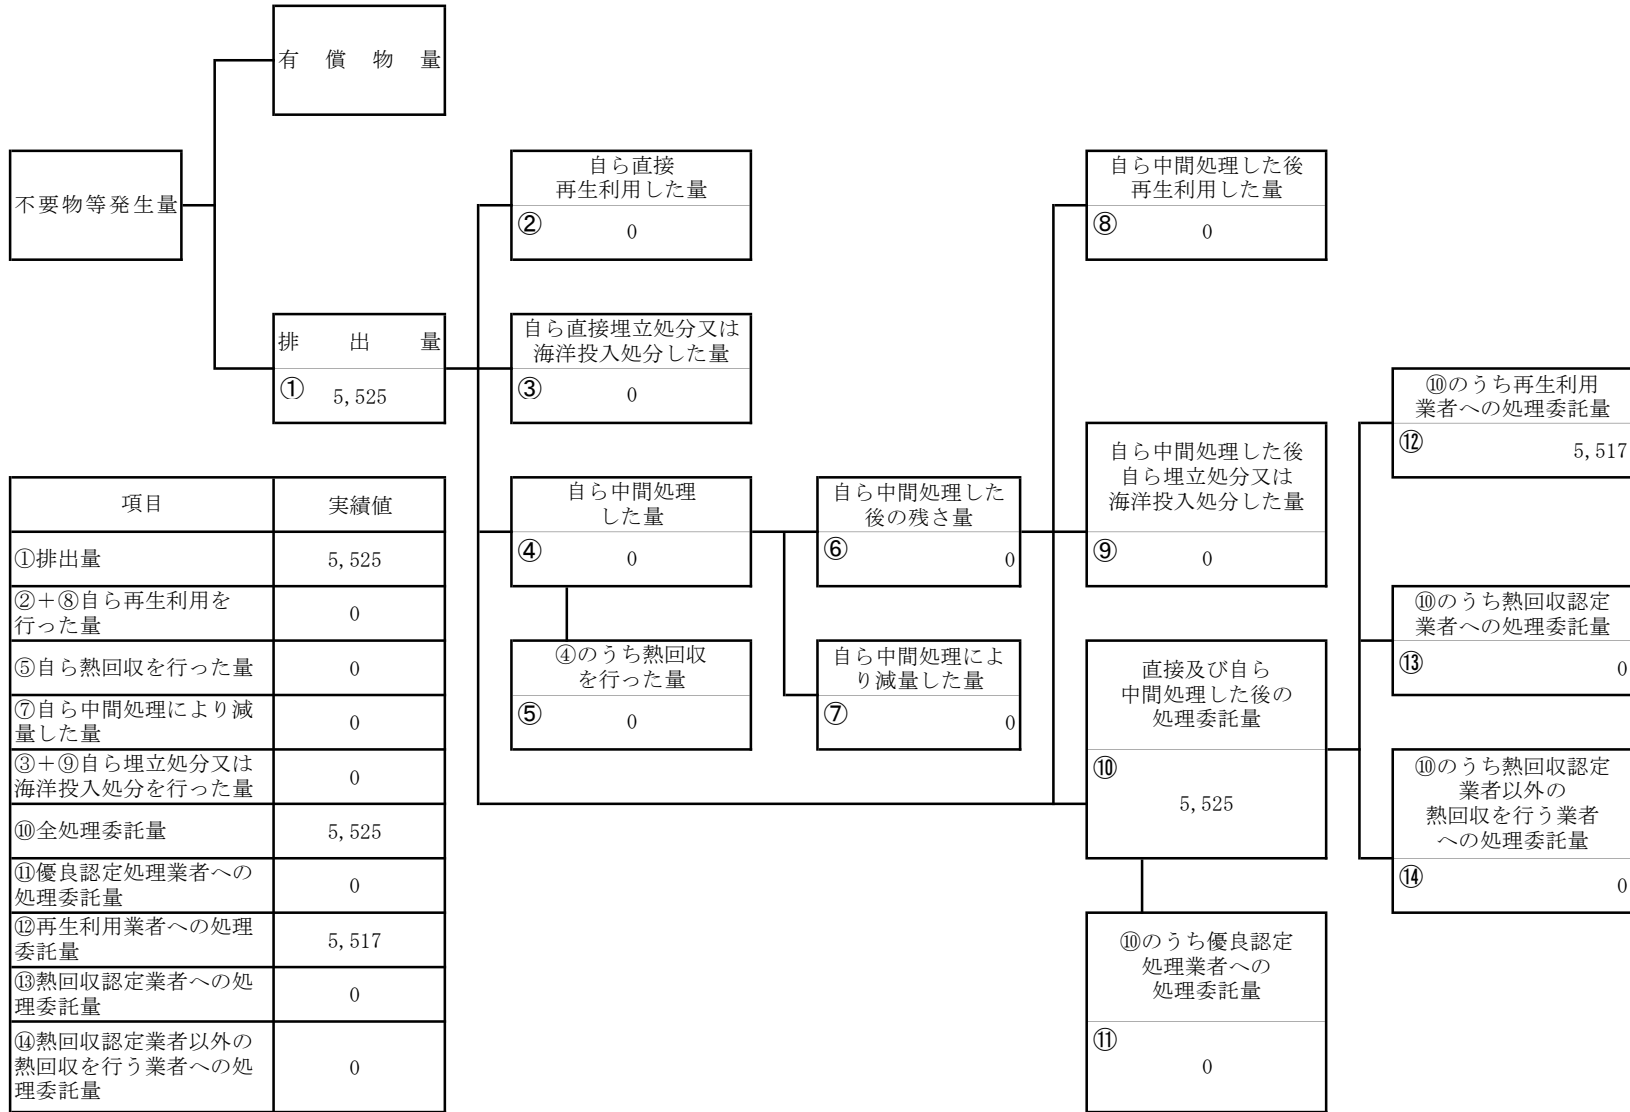 有償物量
不要物等発生量
排出量
① 5,525
自ら直接
再生利用した量
② 0
自ら直接埋立処分又は
海洋投入処分した量
③ 0
自ら中間処理
した量
④ 0
④のうち熱回収
を行った量
⑤ 0
自ら中間処理した
後の残さ量
⑥ 0
自ら中間処理によ
り減量した量
⑦ 0
自ら中間処理した後
再生利用した量
⑧ 0
自ら中間処理した後
自ら埋立処分又は
海洋投入処分した量
⑨ 0
直接及び自ら
中間処理した後の
処理委託量
⑩
5,525
⑩のうち優良認定
処理業者への
処理委託量
⑪
0
⑩のうち再生利用
業者への処理委託量
⑫ 5,517
⑩のうち熱回収認定
業者への処理委託量
⑬ 0
⑩のうち熱回収認定
業者以外の
熱回収を行う業者
への処理委託量
⑭ 0
項目 実績値
①排出量 5,525
②+⑧自ら再生利用を
行った量 0
⑤自ら熱回収を行った量 0
⑦自ら中間処理により減
量した量 0
③+⑨自ら埋立処分又は
海洋投入処分を行った量 0
⑩全処理委託量 5,525
⑪優良認定処理業者への
処理委託量 0
⑫再生利用業者への処理
委託量 5,517
⑬熱回収認定業者への処
理委託量 0
⑭熱回収認定業者以外の
熱回収を行う業者への処
理委託量 0